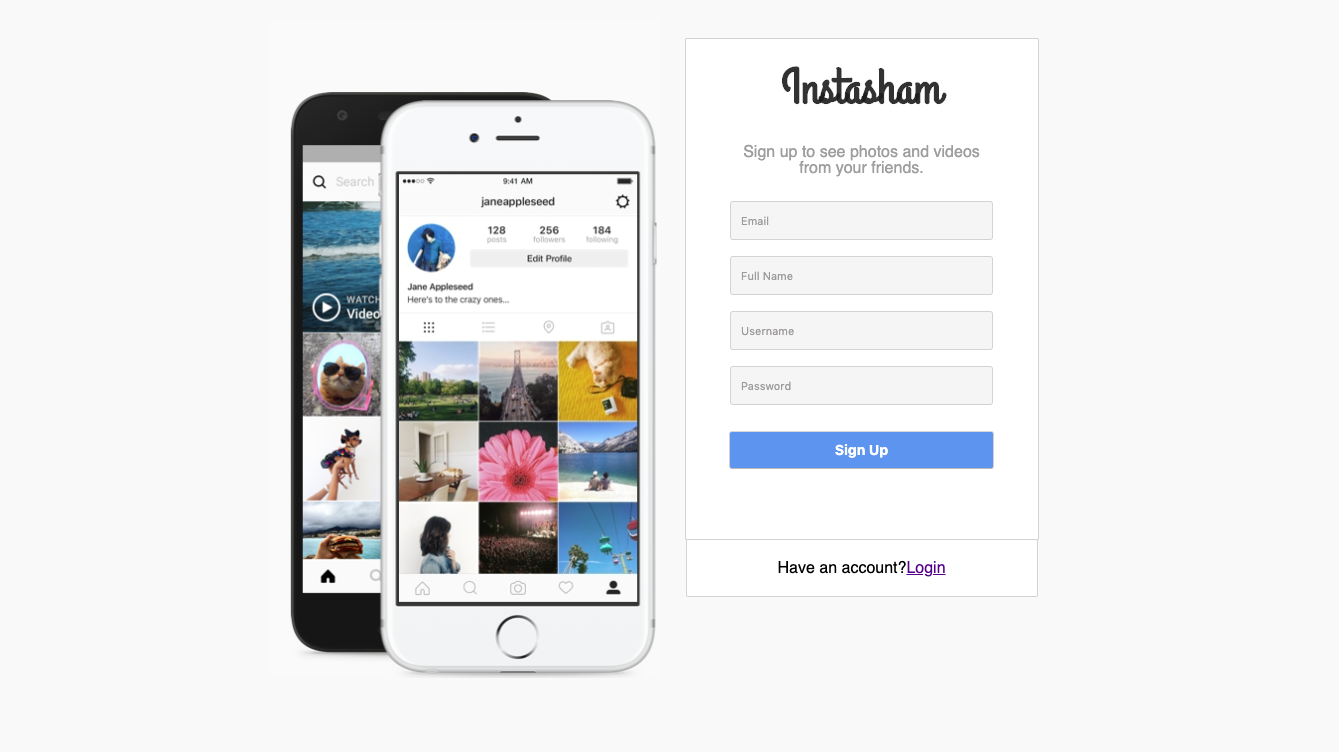 Search
WATCH
Video
9:41 AM
janeappleseed
128
256
184
posts
followers
following
Edit Profile
Jane Appleseed
Here's to the crazy ones...
Instasham
Sign up to see photos and videos
from your friends.
Email
Full Name
Username
Password
Sign Up
Have an account?Login